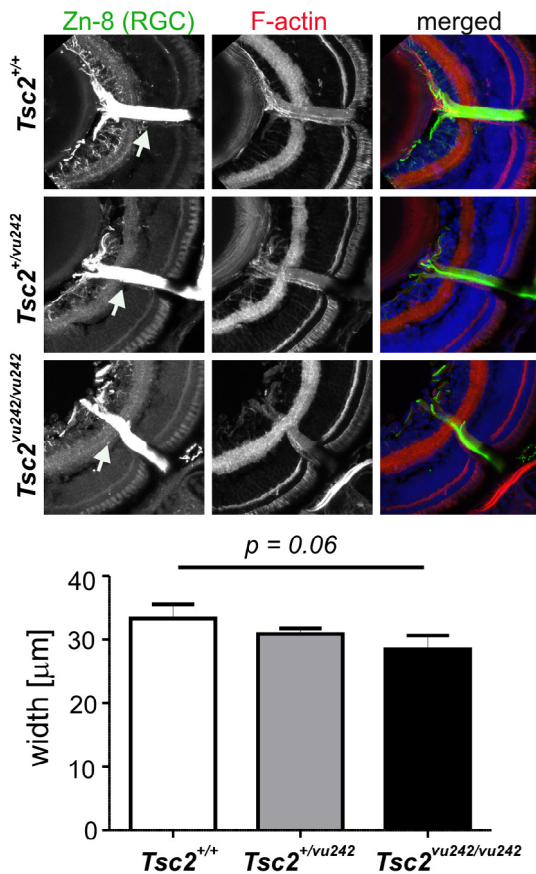 Zn-8 (RGC) F-actin merged
Tsc2+/+
Tsc2+/vu242
Tsc2vu242/vu242
p = 0.06
40
30
20
10
0
width [μm]
Tsc2+/+ Tsc2+/vu242 Tsc2vu242/vu242